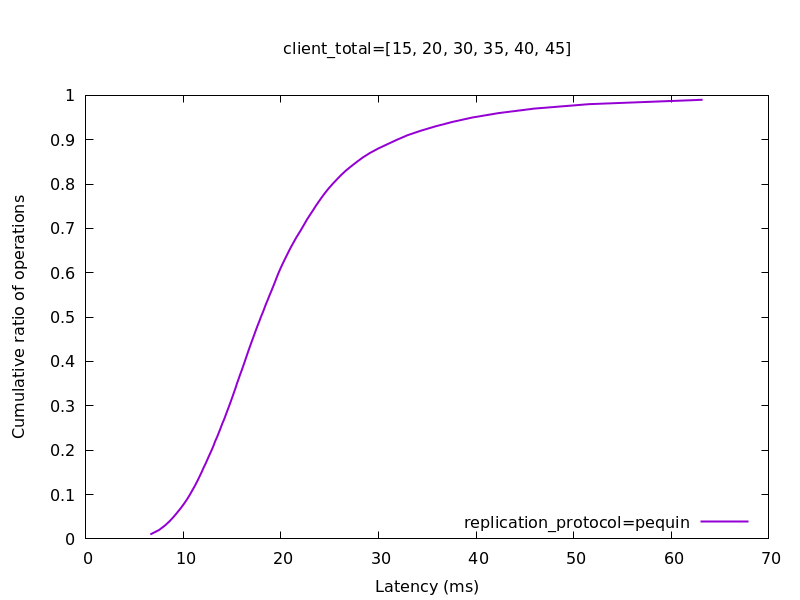 client_total=[15, 20, 30, 35, 40, 45]
1
0.9
0.8
0.7
0.6
0.5
0.4
0.3
0.2
0.1
0
Cumulative ratio of operations
replication_protocol=pequin
0 10 20 30 40 50 60 70
Latency (ms)